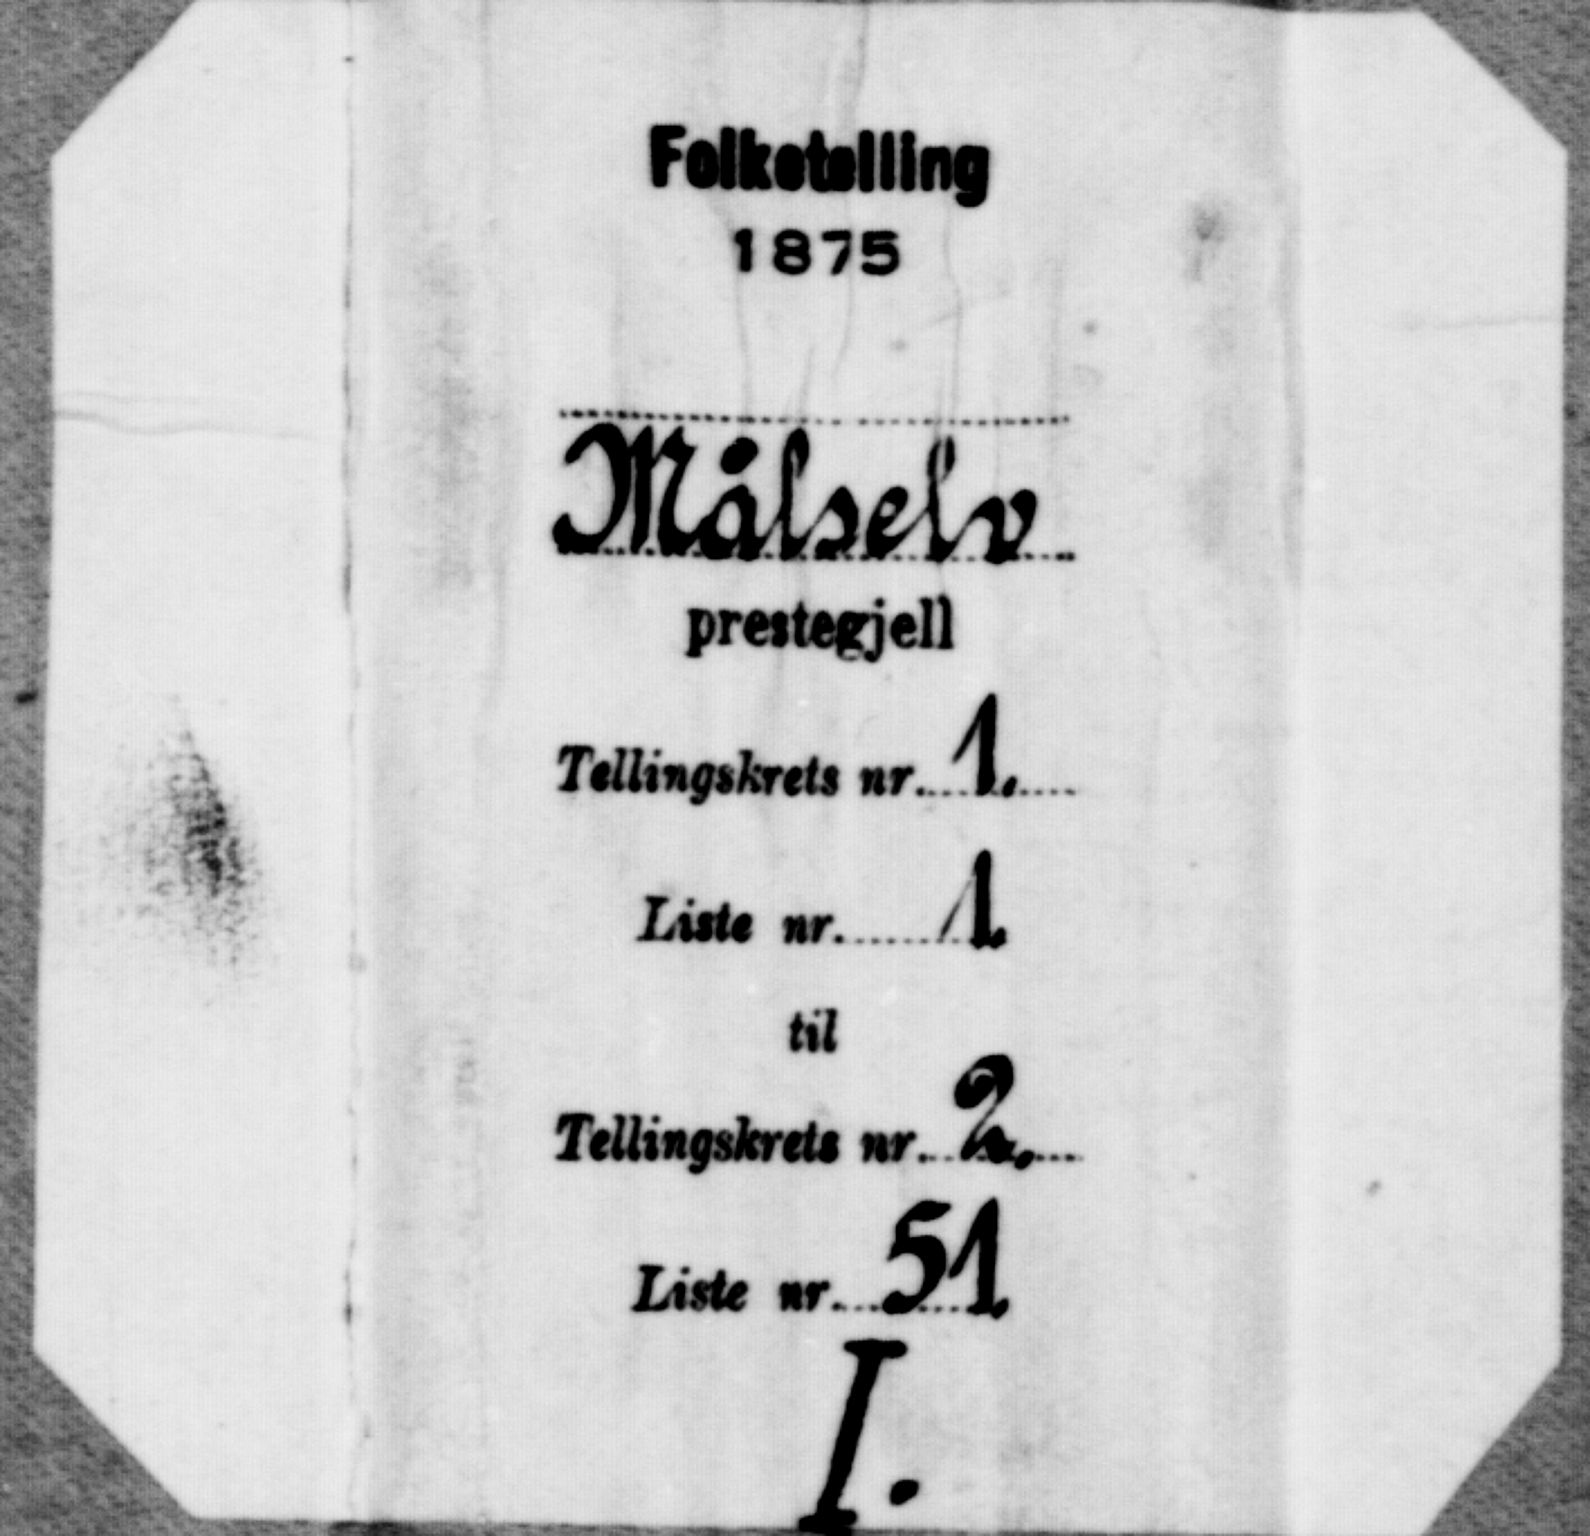 Folketelling
1875
Målselv
prestegjell
Tellingskrets nr. 1.
Liste nr. 1.
til
Tellingskrets nr. 2.
Liste nr. 51.
I.